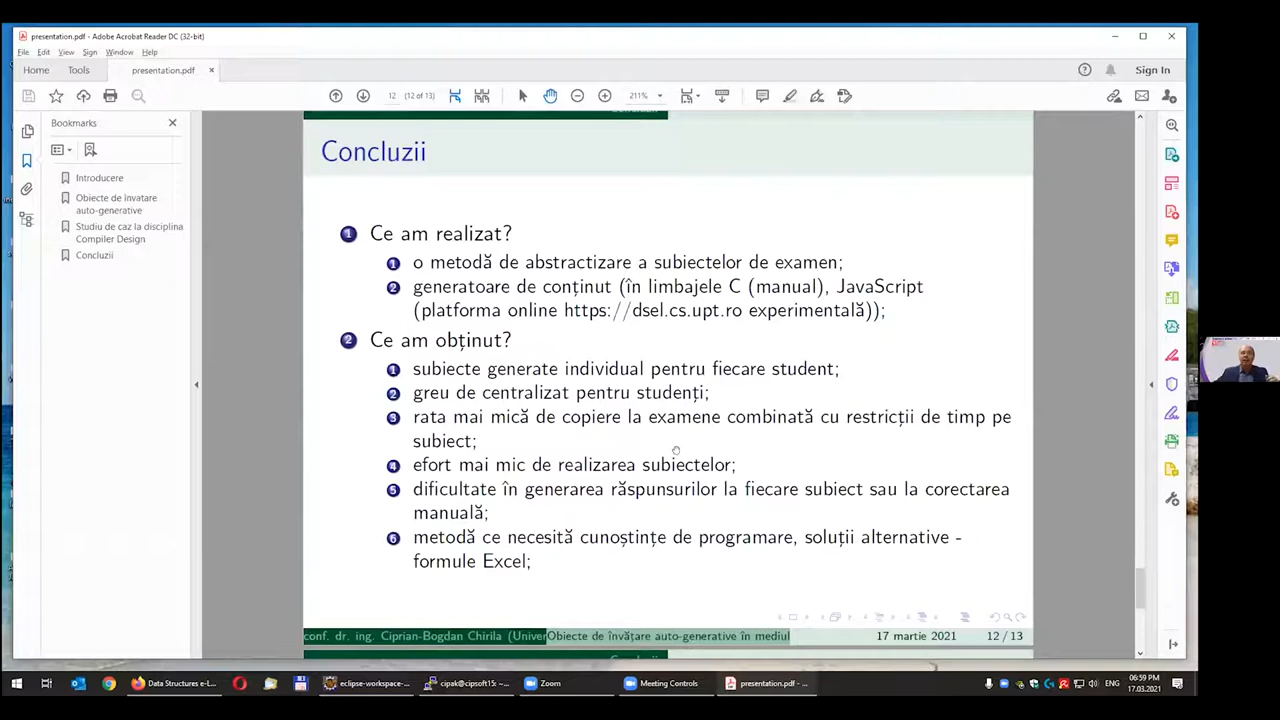 presentation.pdf - Adobe Acrobat Reader DC (32-bit)
File Edit View Sign Window Help
Home Tools presentation.pdf Sign In
12 (12 of 13) 211%
Bookmarks
Introducere
Obiecte de învatare
auto-generative
Studiu de caz la disciplina
Compiler Design
Concluzii
Concluzii
1 Ce am realizat?
1 o metodă de abstractizare a subiectelor de examen;
2 generatoare de conținut (în limbajele C (manual), JavaScript
(platforma online https://dsel.cs.upt.ro experimentală));
2 Ce am obținut?
1 subiecte generate individual pentru fiecare student;
2 greu de centralizat pentru studenți;
3 rata mai mică de copiere la examene combinată cu restricții de timp pe
subiect;
4 efort mai mic de realizarea subiectelor;
5 dificultate în generarea răspunsurilor la fiecare subiect sau la corectarea
manuală;
6 metodă ce necesită cunoștințe de programare, soluții alternative -
formule Excel;
conf. dr. ing. Ciprian-Bogdan Chirila (Univer Obiecte de învățare auto-generative în mediul 17 martie 2021 12 / 13
Data Structures e-L... eclipse-workspace-... cipak@cipsoft15: ~... Zoom Meeting Controls presentation.pdf - ... ENG 06:59 PM
17.03.2021